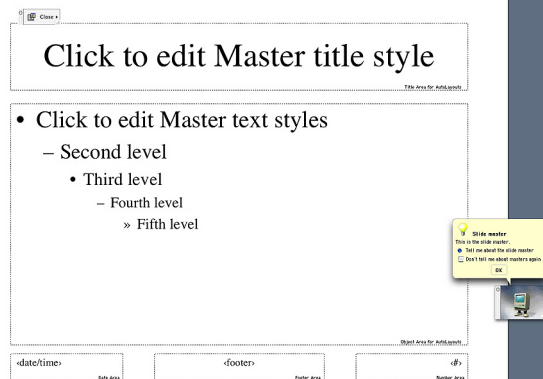 Close
Click to edit Master title style
Title Area for AutoLayouts
• Click to edit Master text styles
– Second level
• Third level
– Fourth level
» Fifth level
Slide master
This is the slide master.
Tell me about the slide master
Don't tell me about masters again
OK
Object Area for AutoLayouts
‹date/time›
‹footer›
‹#›
Date Area
Footer Area
Number Area